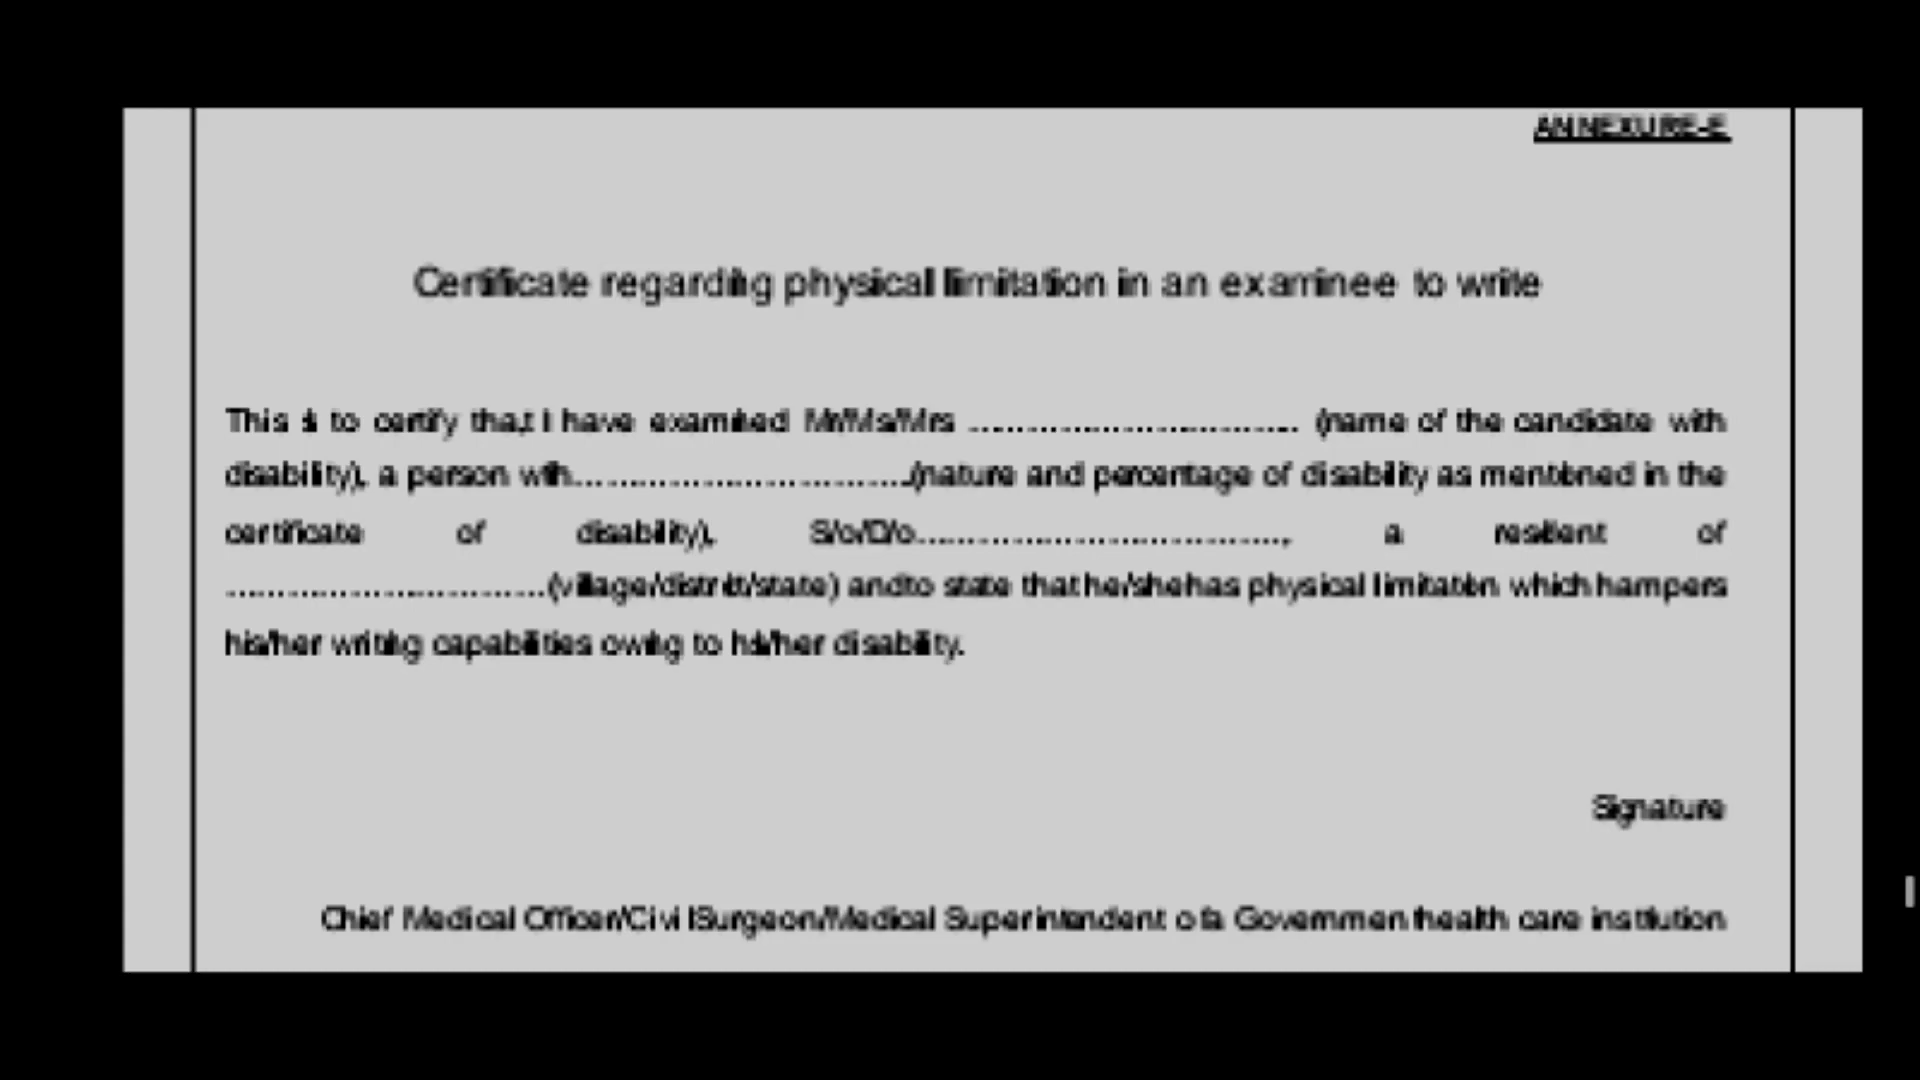 ANNEXURE-E
Certificate regarding physical limitation in an examinee to write
This is to certify that, I have examined Mr/Ms/Mrs ................................. (name of the candidate with
disability), a person with.................................(nature and percentage of disability as mentioned in the
certificate of disability), S/o/D/o...................................., a resident of
................................(village/district/state) and to state that he/she has physical limitation which hampers
his/her writing capabilities owing to his/her disability.
Signature
Chief Medical Officer/Civil Surgeon/Medical Superintendent of a Government health care institution